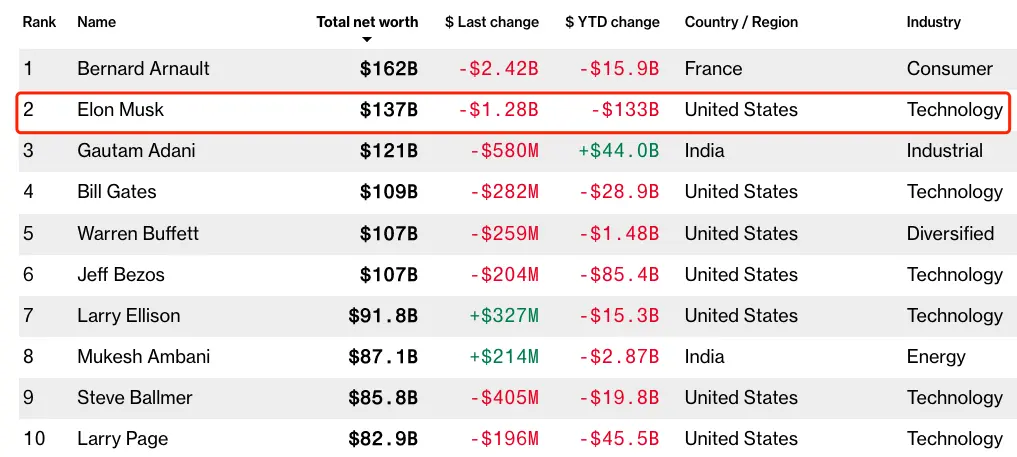 Rank Name Total net worth $ Last change $ YTD change Country / Region Industry
1 Bernard Arnault $162B -$2.42B -$15.9B France Consumer
2 Elon Musk $137B -$1.28B -$133B United States Technology
3 Gautam Adani $121B -$580M +$44.0B India Industrial
4 Bill Gates $109B -$282M -$28.9B United States Technology
5 Warren Buffett $107B -$259M -$1.48B United States Diversified
6 Jeff Bezos $107B -$204M -$85.4B United States Technology
7 Larry Ellison $91.8B +$327M -$15.3B United States Technology
8 Mukesh Ambani $87.1B +$214M -$2.87B India Energy
9 Steve Ballmer $85.8B -$405M -$19.8B United States Technology
10 Larry Page $82.9B -$196M -$45.5B United States Technology